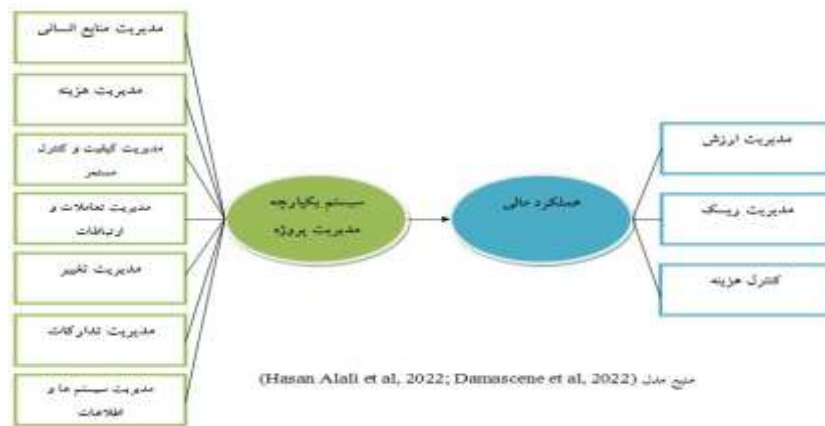 مدیریت منابع انسانی
مدیریت هزینه
مدیریت کیفیت و کنترل
مستمر
مدیریت تعاملات و
ارتباطات
مدیریت تغییر
مدیریت تدارکات
مدیریت سیستم ها و
اطلاعات
سیستم یکپارچه
مدیریت پروژه
عملکرد مالی
مدیریت ارزش
مدیریت ریسک
کنترل هزینه
منبع مدل (Hasan Alali et al, 2022; Damascene et al, 2022)